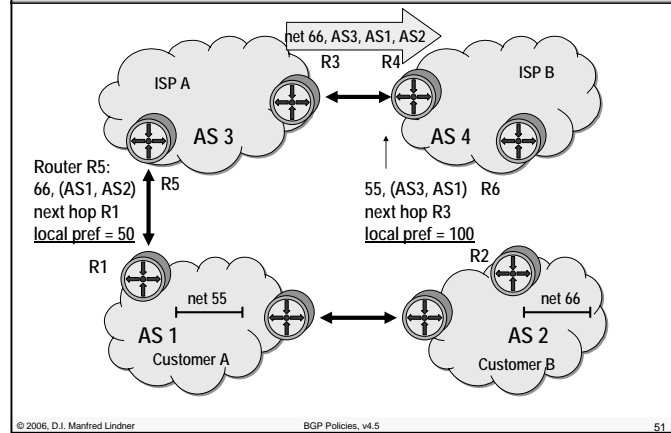 net 66, AS3, AS1, AS2
R3
R4
ISP A
ISP B
AS 3
AS 4
Router R5:
66, (AS1, AS2)
next hop R1
local pref = 50
R5
55, (AS3, AS1)
next hop R3
local pref = 100
R6
R1
R2
net 55
net 66
AS 1
Customer A
AS 2
Customer B
© 2006, D.I. Manfred Lindner
BGP Policies, v4.5
51